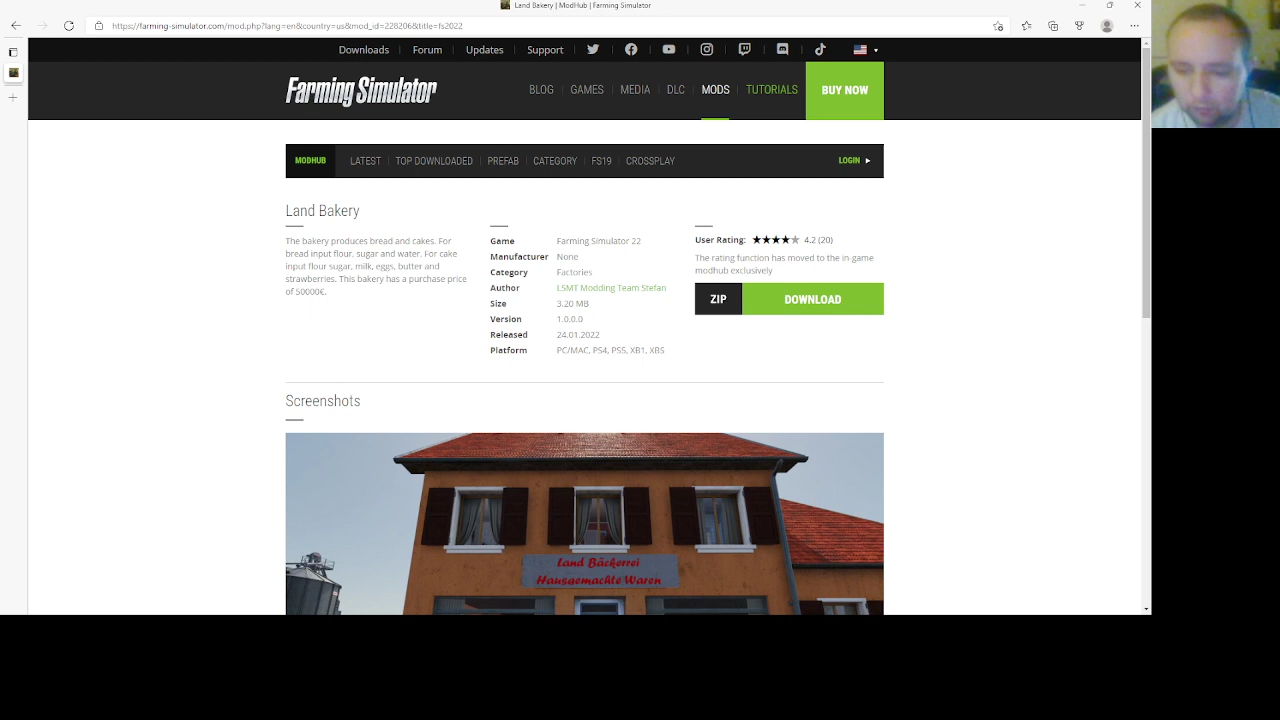 Land Bakery | ModHub | Farming Simulator
https://farming-simulator.com/mod.php?lang=en&country=us&mod_id=228206&title=fs2022
Downloads Forum Updates Support
Farming Simulator BLOG GAMES MEDIA DLC MODS TUTORIALS BUY NOW
MODHUB LATEST TOP DOWNLOADED PREFAB CATEGORY FS19 CROSSPLAY LOGIN
Land Bakery
The bakery produces bread and cakes. For
bread input flour, sugar and water. For cake
input flour sugar, milk, eggs, butter and
strawberries. This bakery has a purchase price
of 50000€.
Game Farming Simulator 22
Manufacturer None
Category Factories
Author LSMT Modding Team Stefan
Size 3.20 MB
Version 1.0.0.0
Released 24.01.2022
Platform PC/MAC, PS4, PS5, XB1, XBS
User Rating: 4.2 (20)
The rating function has moved to the in-game
modhub exclusively
ZIP DOWNLOAD
Screenshots
Land Bäckerrei
Hausgemachte Waren